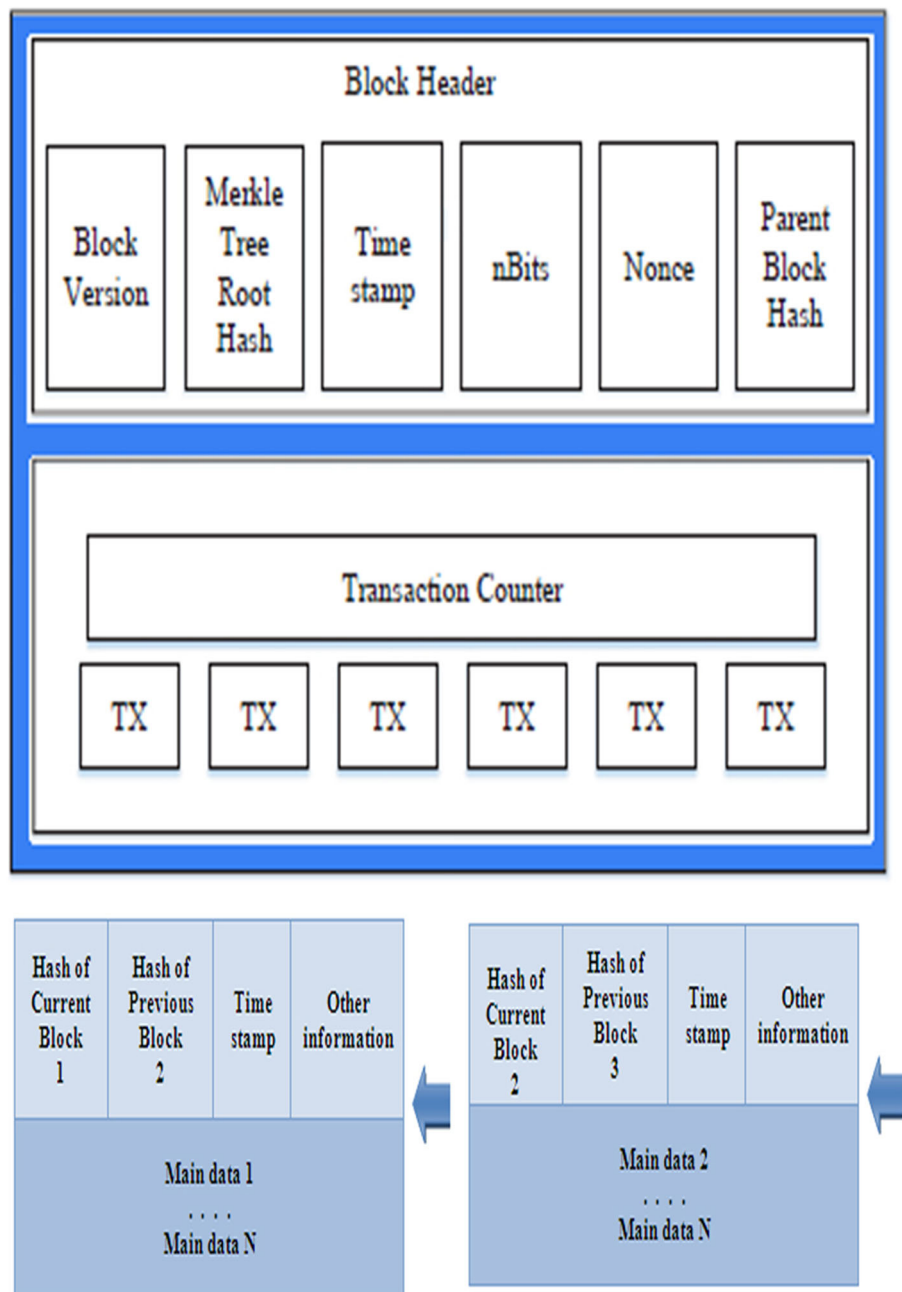 Block Header
Block
Version
Merkle
Tree
Root
Hash
Time
stamp
nBits
Nonce
Parent
Block
Hash
Transaction Counter
TX
TX
TX
TX
TX
TX
Hash of
Current
Block
1
Hash of
Previous
Block
2
Time
stamp
Other
information
Main data 1
. . . .
Main data N
Hash of
Current
Block
2
Hash of
Previous
Block
3
Time
stamp
Other
information
Main data 2
. . . .
Main data N